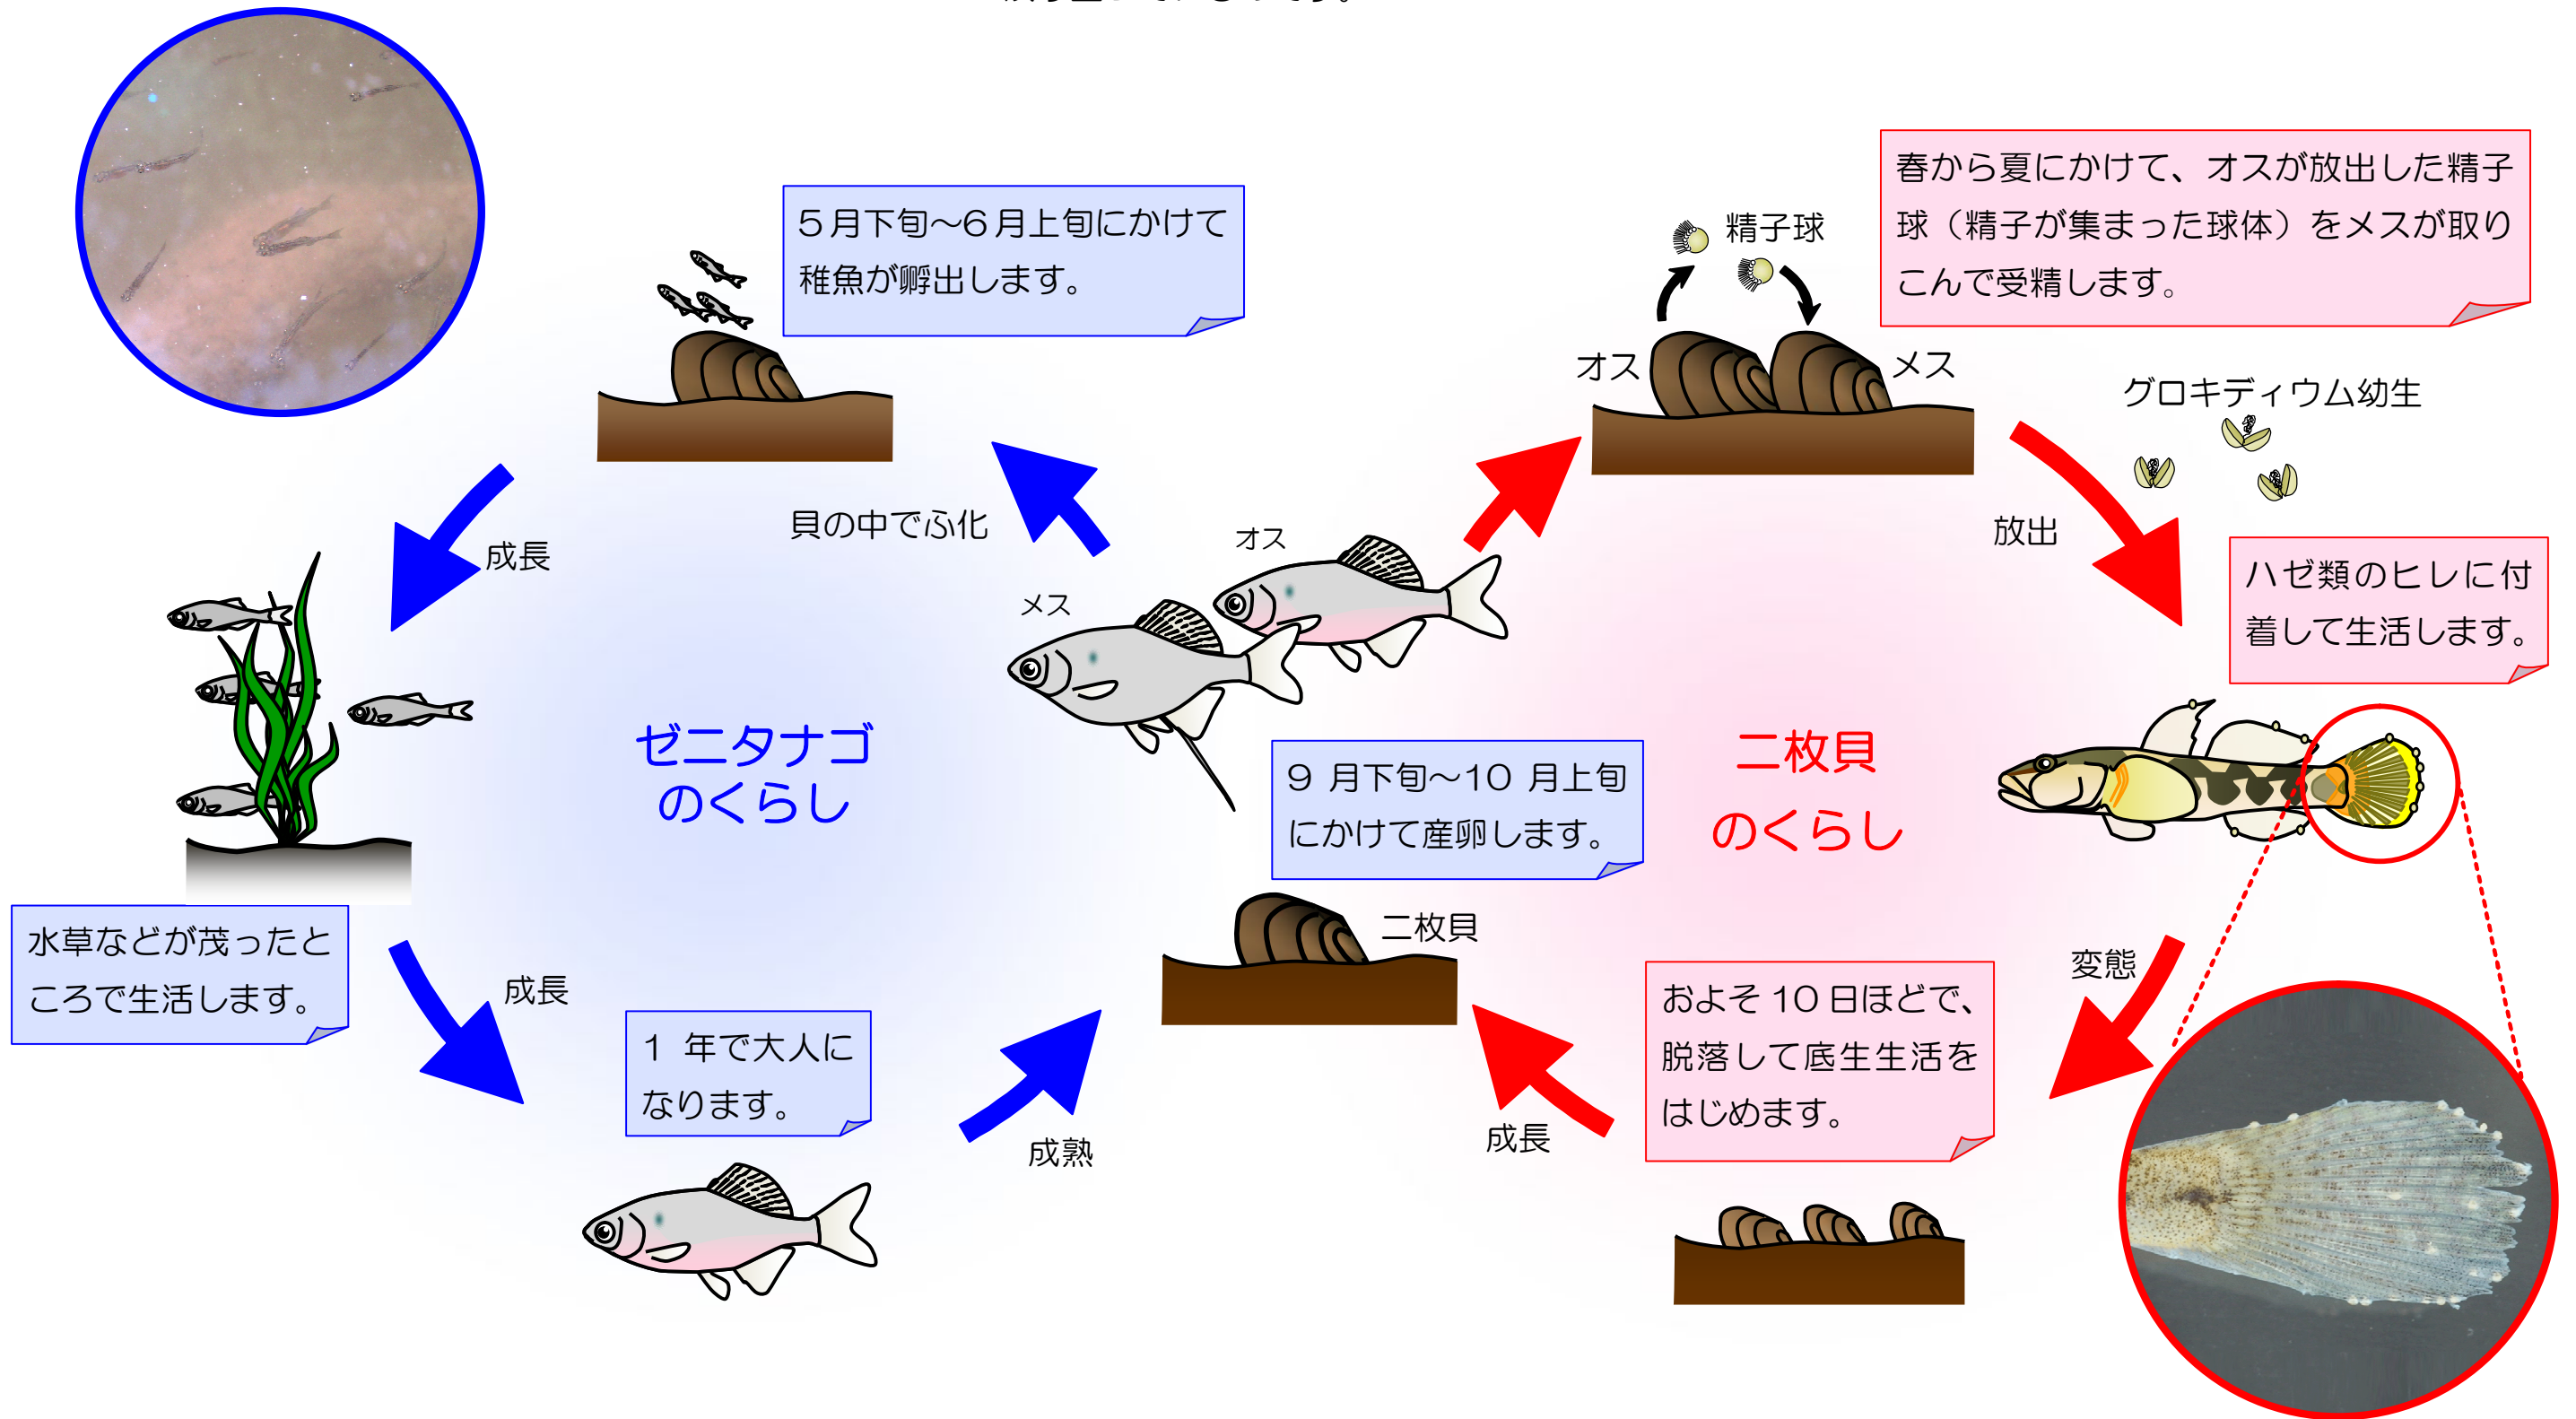 5月下旬～6月上旬にかけて
稚魚が孵出します。
精子球
春から夏にかけて、オスが放出した精子
球（精子が集まった球体）をメスが取り
こんで受精します。
オス
メス
グロキディウム幼生
放出
ハゼ類のヒレに付
着して生活します。
貝の中でふ化
成長
オス
メス
ゼニタナゴ
のくらし
9 月下旬～10 月上旬
にかけて産卵します。
二枚貝
のくらし
二枚貝
水草などが茂ったと
ころで生活します。
成長
1 年で大人に
なります。
成熟
変態
およそ 10 日ほどで、
脱落して底生生活を
はじめます。
成長